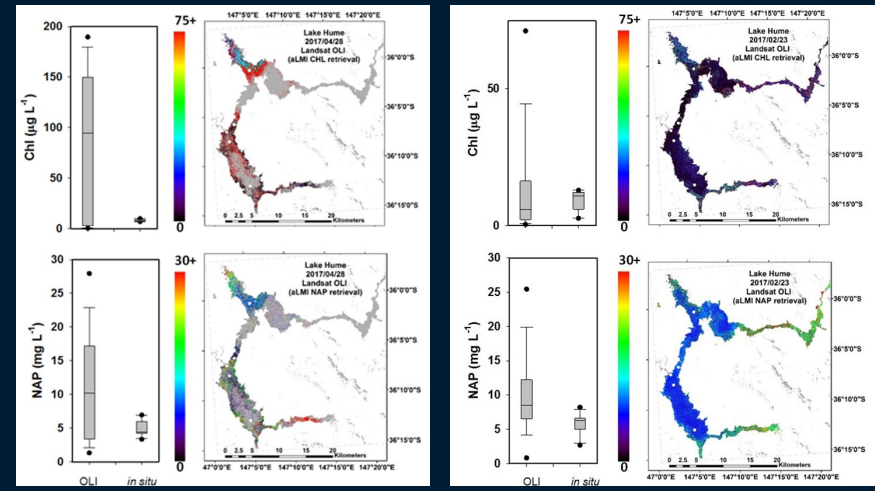 200
150
100
50
0
Chl (µg L-1)
75+
0
147°5'0"E 147°10'0"E 147°15'0"E 147°20'0"E
Lake Hume
2017/04/28
Landsat OLI
(aLMI CHL retrieval)
36°0'0"S
36°5'0"S
36°10'0"S
36°15'0"S
0 2.5 5 10 15 20
Kilometers
50
0
Chl (µg L-1)
75+
0
147°5'0"E 147°10'0"E 147°15'0"E 147°20'0"E
Lake Hume
2017/02/23
Landsat OLI
(aLMI CHL retrieval)
36°0'0"S
36°5'0"S
36°10'0"S
36°15'0"S
0 2.5 5 10 15 20
Kilometers
30
25
20
15
10
5
0
NAP (mg L-1)
OLI in situ
30+
0
Lake Hume
2017/04/28
Landsat OLI
(aLMI NAP retrieval)
36°0'0"S
36°5'0"S
36°10'0"S
36°15'0"S
0 2.5 5 10 15 20
Kilometers
47°0'0"E 147°5'0"E 147°10'0"E 147°15'0"E 147°20'0"E
30
25
20
15
10
5
0
NAP (mg L-1)
OLI in situ
30+
0
Lake Hume
2017/02/23
Landsat OLI
(aLMI NAP retrieval)
36°0'0"S
36°5'0"S
36°10'0"S
36°15'0"S
0 2.5 5 10 15 20
Kilometers
47°0'0"E 147°5'0"E 147°10'0"E 147°15'0"E 147°20'0"E